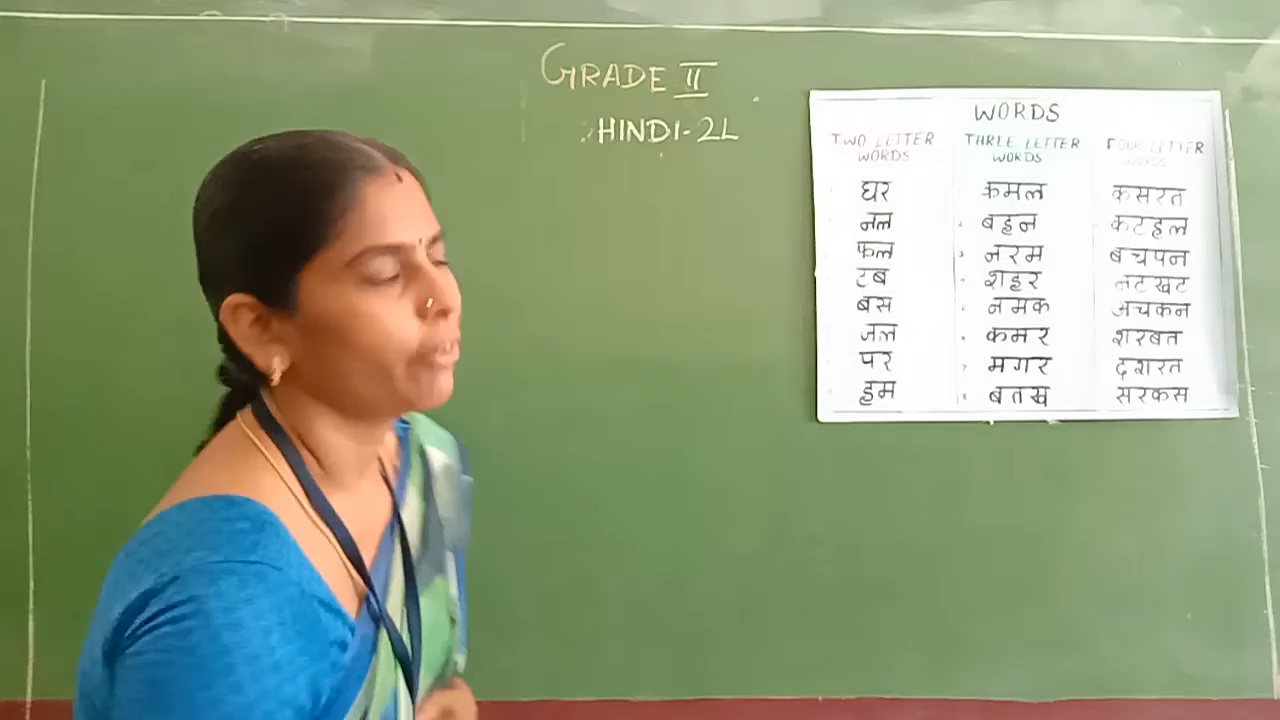 GRADE II
HINDI-2L
WORDS
TWO LETTER WORDS
THREE LETTER WORDS
FOUR LETTER WORDS
घर कमल कसरत
नल बहन कटहल
फल नरम बचपन
टब शहर नटखट
बस नमक अचकन
जल कमर शरबत
पर मगर दशरत
हम बतख सरकस